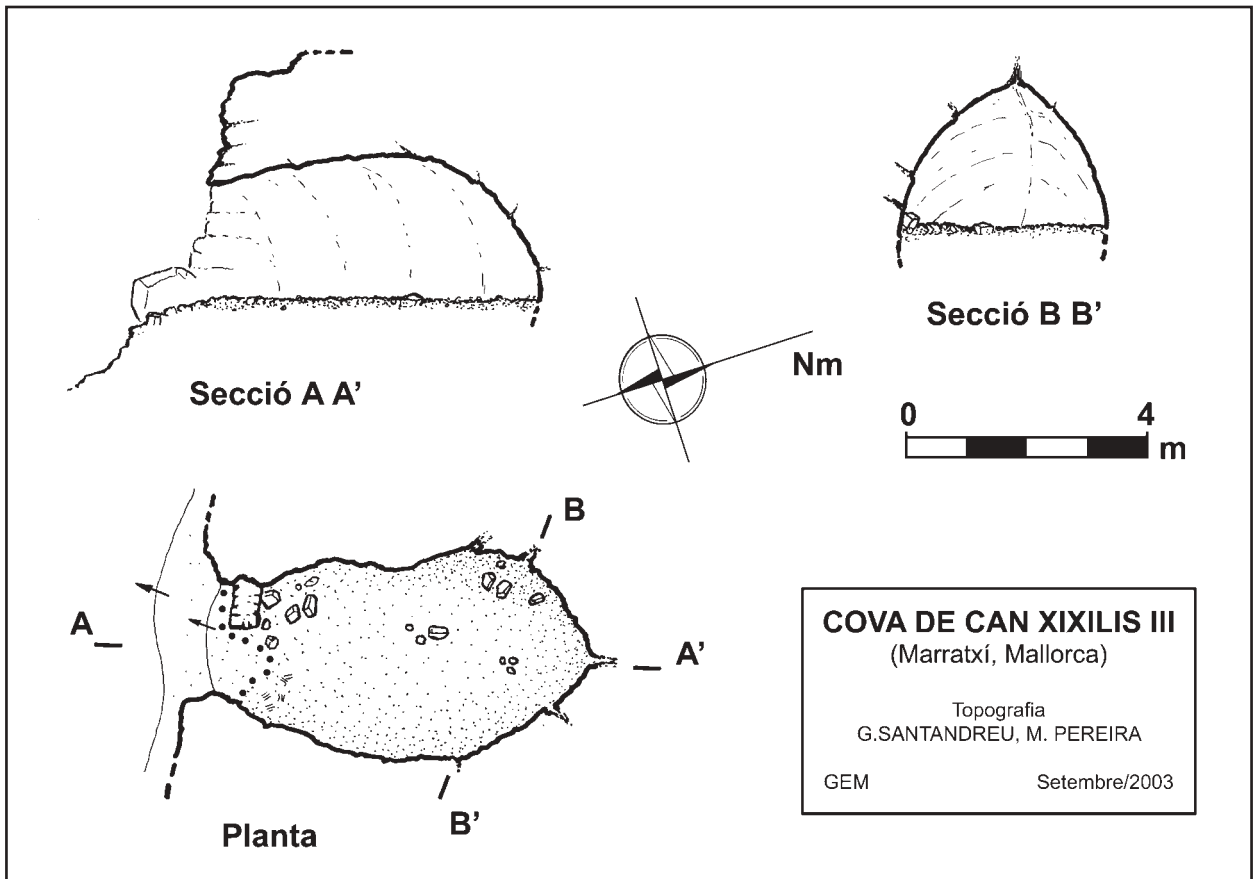 Secció A A’
Secció B B’
Nm
0 4
m
A
B
A’
B’
Planta
COVA DE CAN XIXILIS III
(Marratxí, Mallorca)
Topografia
G.SANTANDREU, M. PEREIRA
GEM Setembre/2003